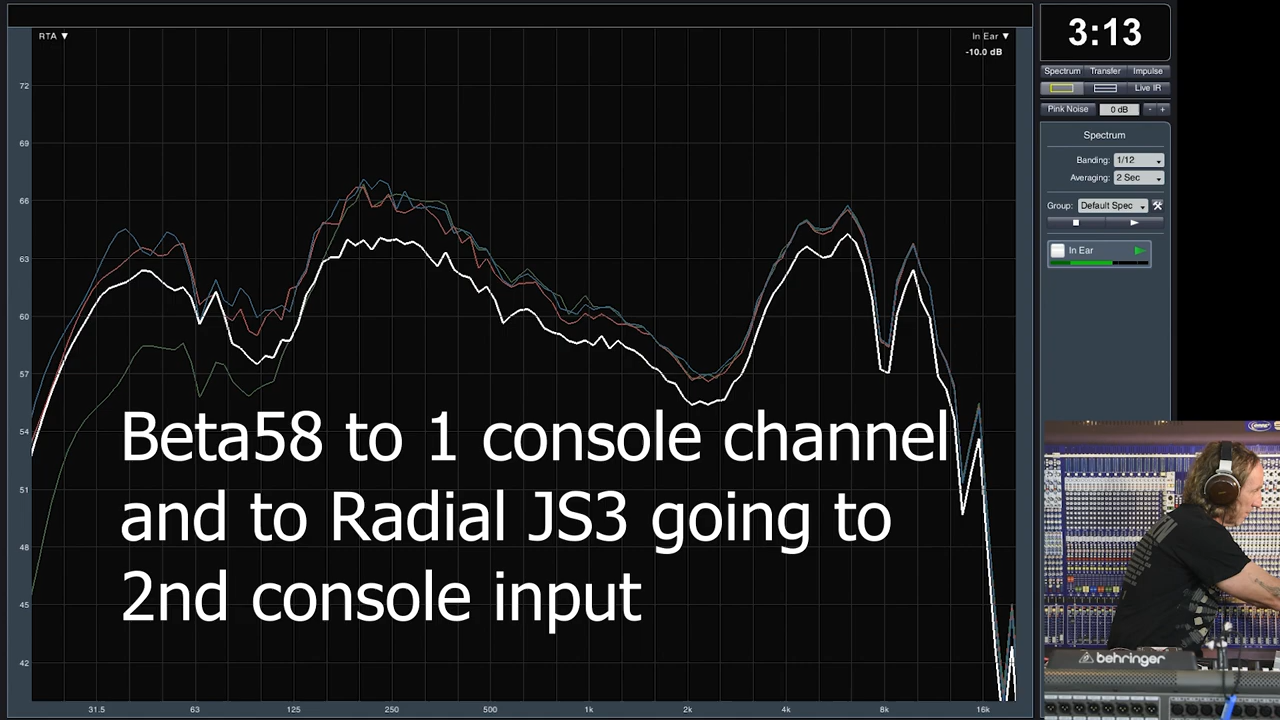 RTA ▼
In Ear ▼
-10.0 dB
72
69
66
63
60
57
54
51
48
45
42
31.5 63 125 250 500 1k 2k 4k 8k 16k
Beta58 to 1 console channel
and to Radial JS3 going to
2nd console input
3:13
Spectrum Transfer Impulse
Live IR
Pink Noise 0 dB - +
Spectrum
Banding: 1/12
Averaging: 2 Sec
Group: Default Spec
In Ear
behringer